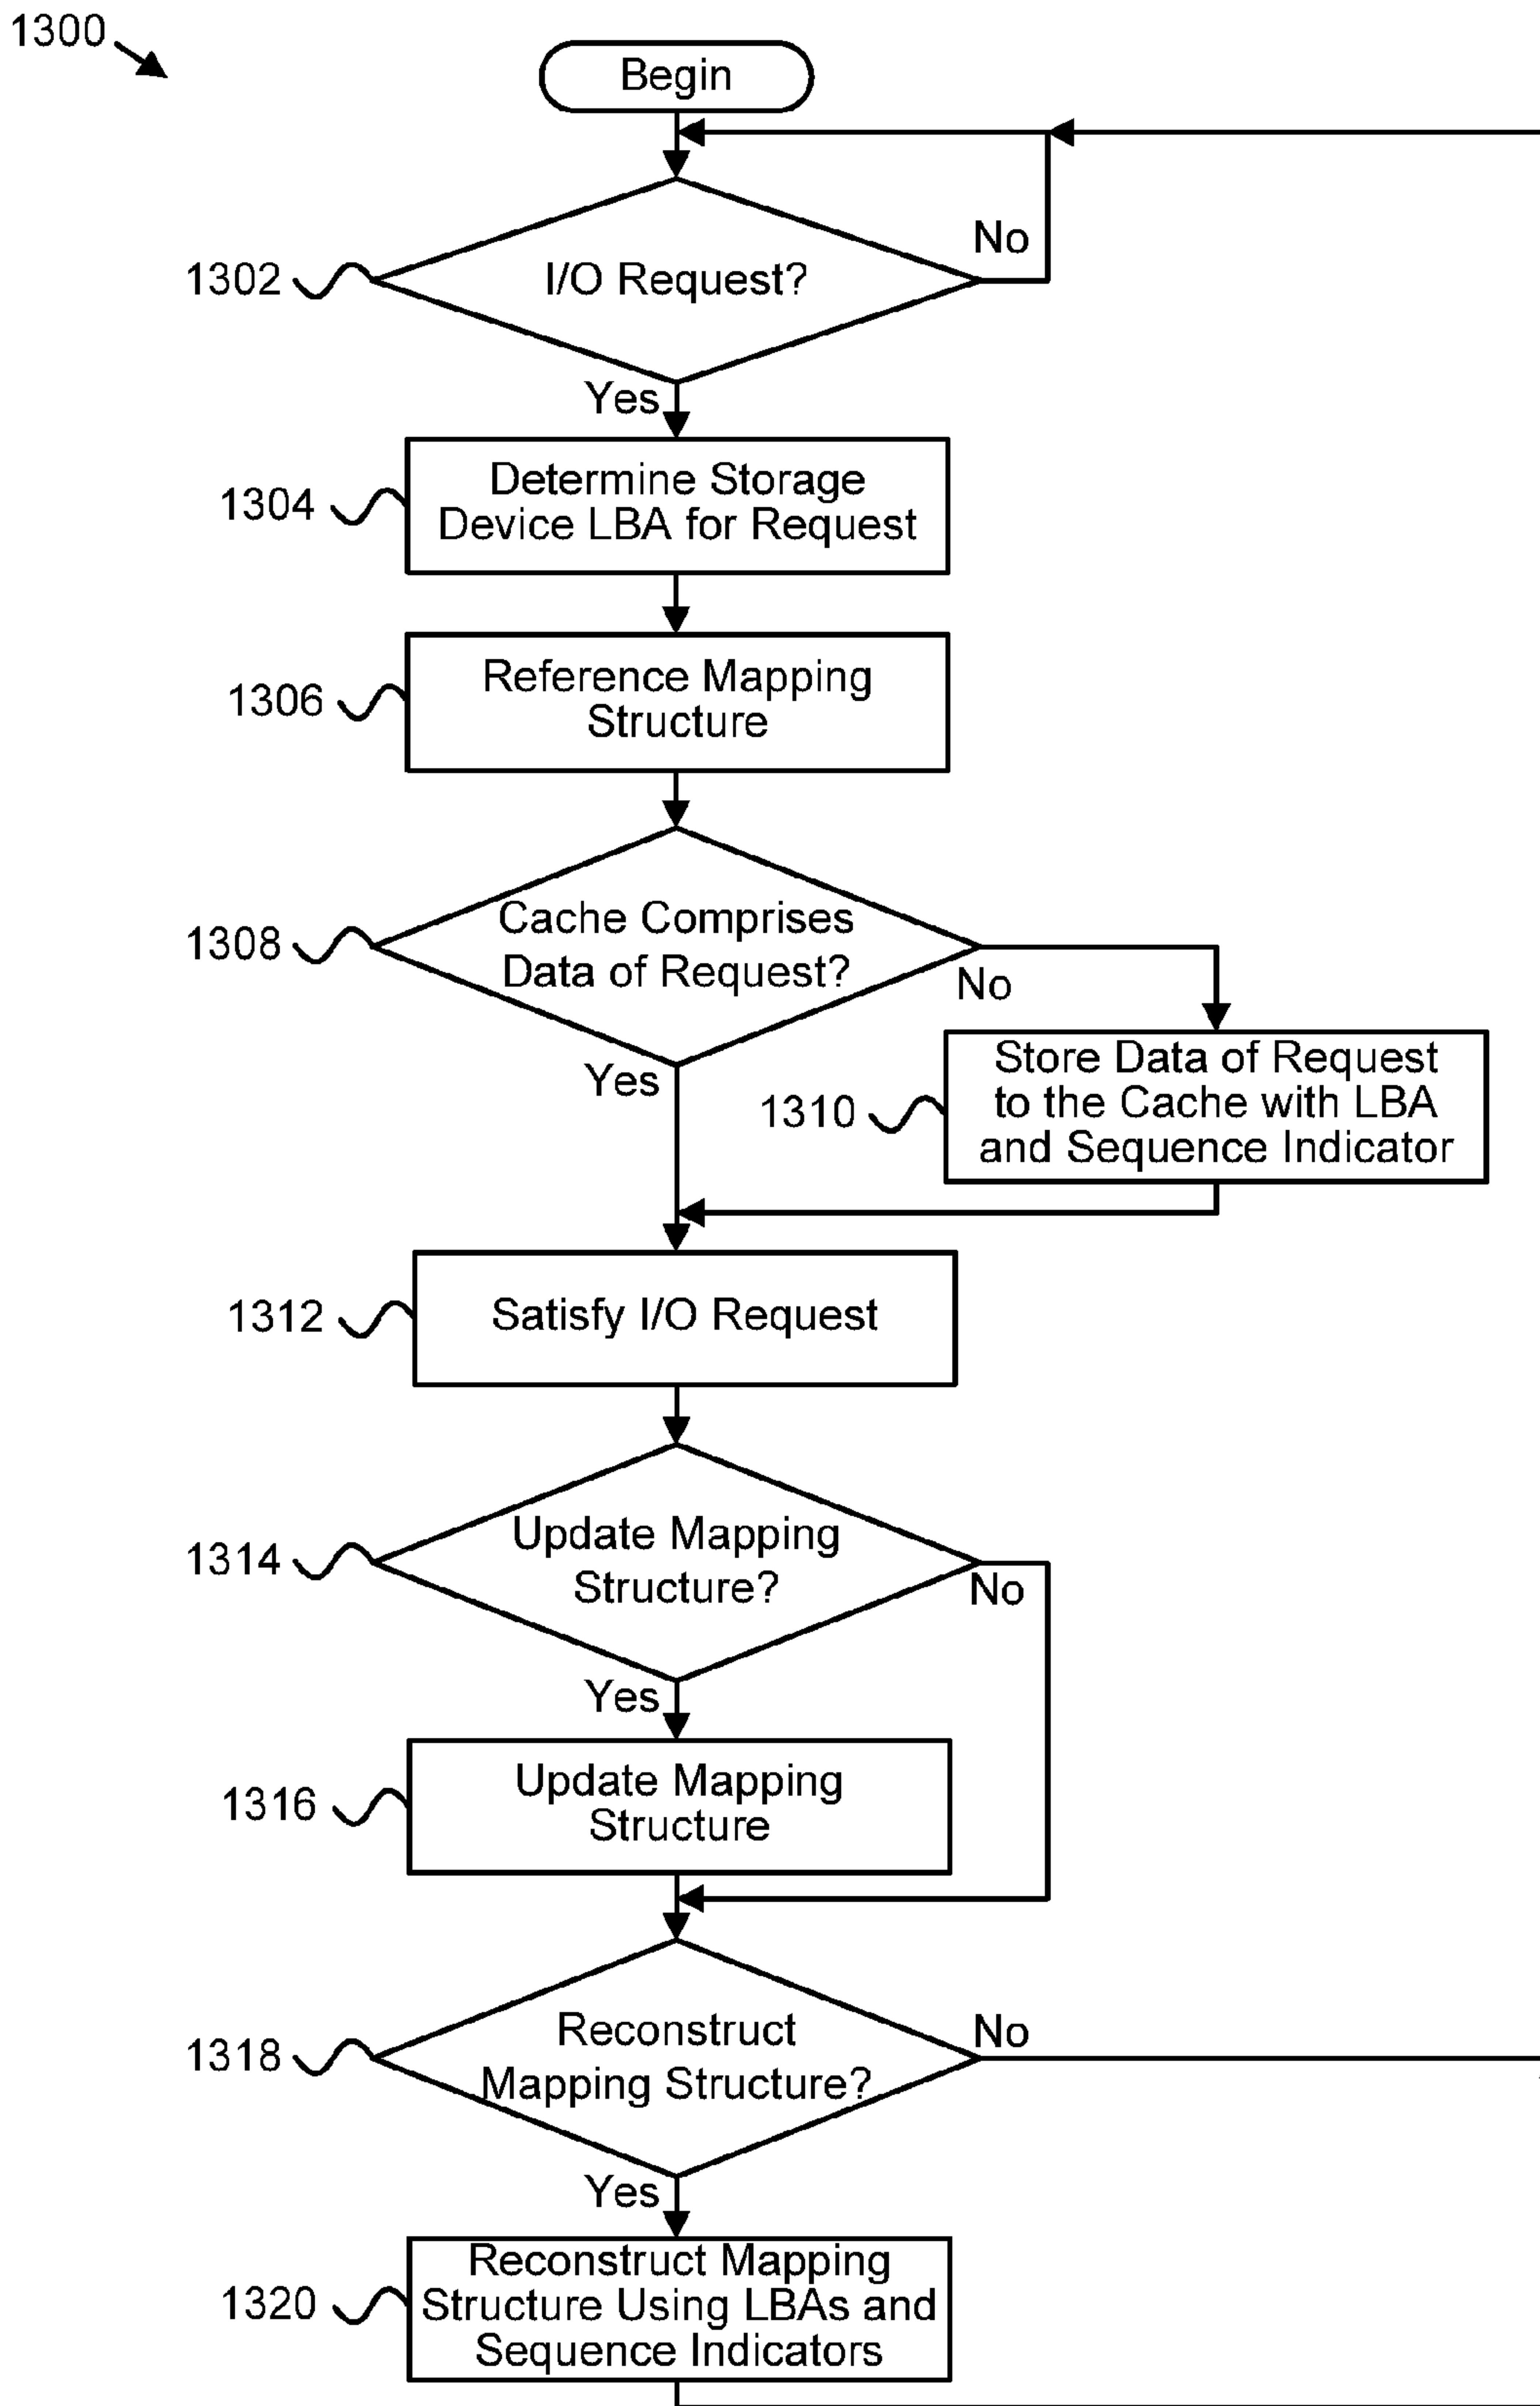 1300
Begin
No
1302
I/O Request?
Yes
1304
Determine Storage
Device LBA for Request
1306
Reference Mapping
Structure
1308
Cache Comprises
Data of Request?
No
Yes
1310
Store Data of Request
to the Cache with LBA
and Sequence Indicator
1312
Satisfy I/O Request
1314
Update Mapping
Structure?
No
Yes
1316
Update Mapping
Structure
1318
Reconstruct
Mapping Structure?
No
Yes
1320
Reconstruct Mapping
Structure Using LBAs and
Sequence Indicators